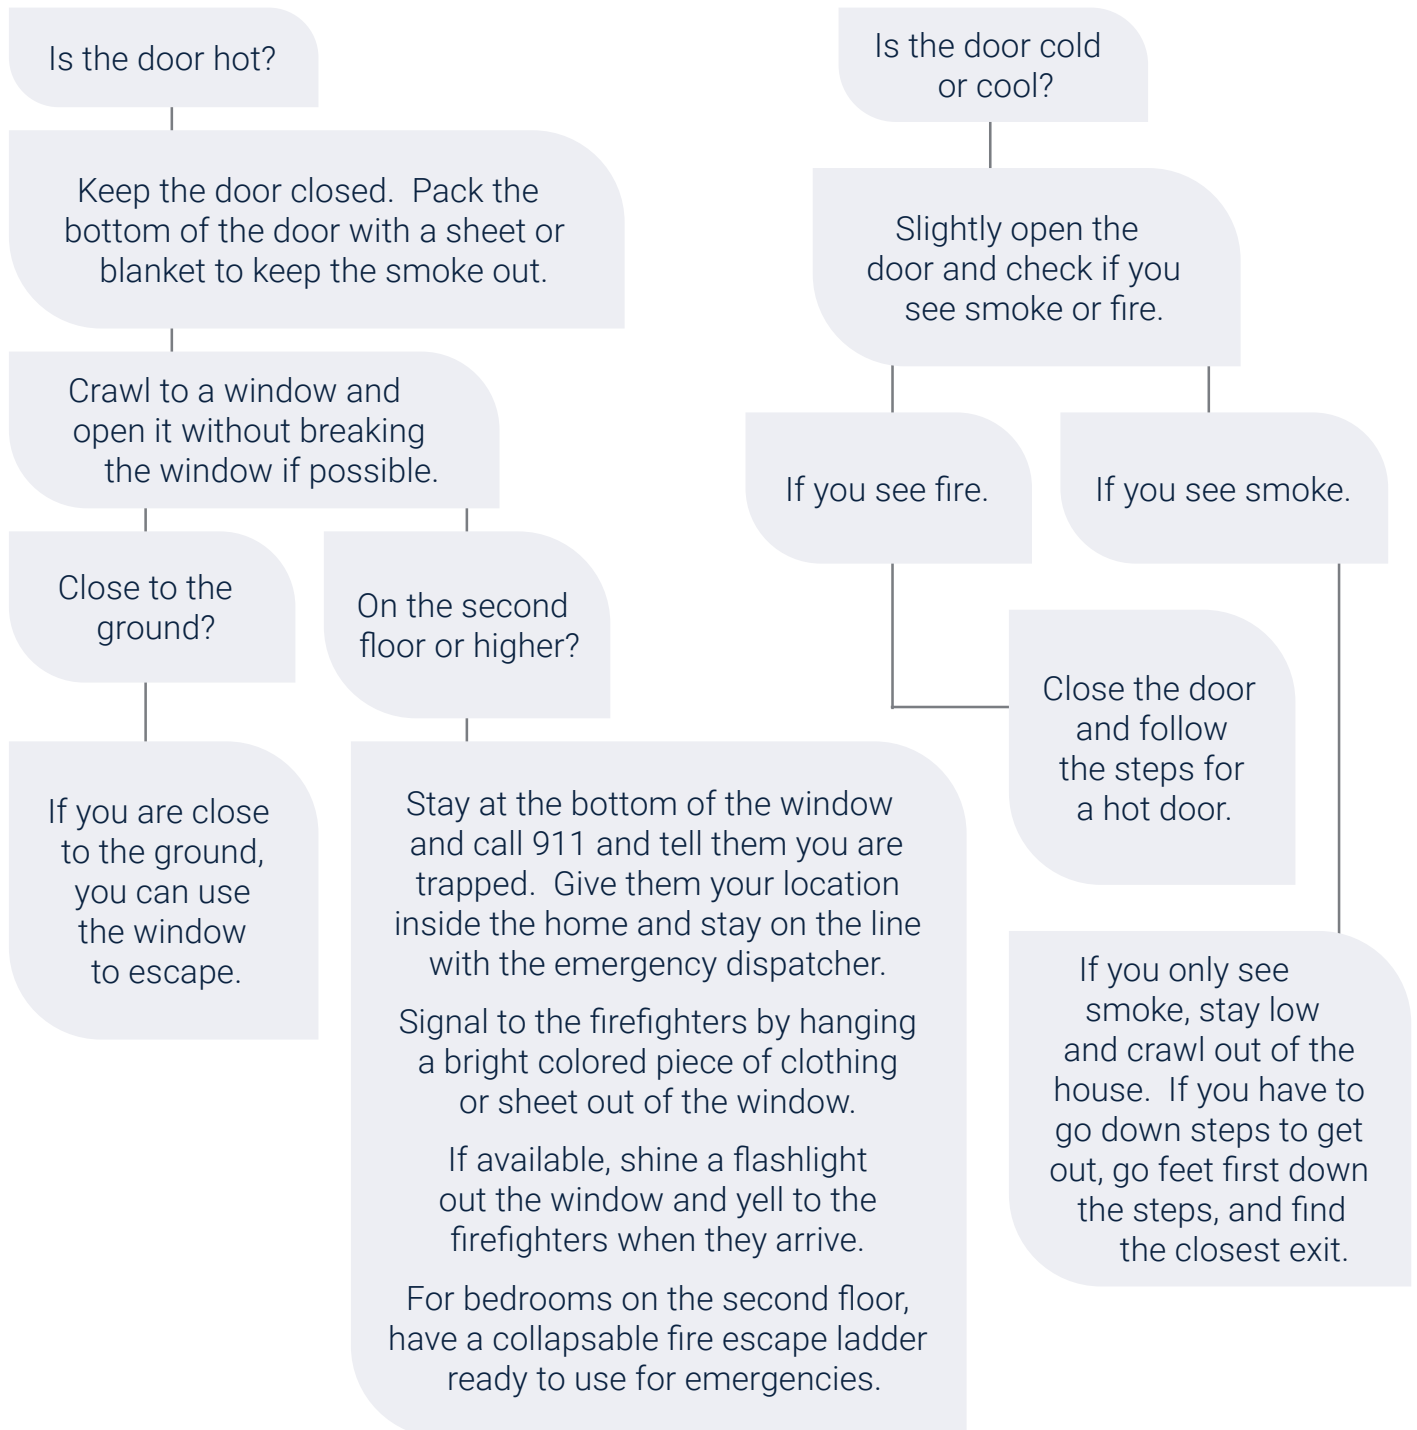 Is the door hot?
Keep the door closed.  Pack the
bottom of the door with a sheet or
blanket to keep the smoke out.
Crawl to a window and
open it without breaking
the window if possible.
Close to the
ground?
If you are close
to the ground,
you can use
the window
to escape.
On the second
floor or higher?
Stay at the bottom of the window
and call 911 and tell them you are
trapped.  Give them your location
inside the home and stay on the line
with the emergency dispatcher.
Signal to the firefighters by hanging
a bright colored piece of clothing
or sheet out of the window.
If available, shine a flashlight
out the window and yell to the
firefighters when they arrive.
For bedrooms on the second floor,
have a collapsable fire escape ladder
ready to use for emergencies.
Is the door cold
or cool?
Slightly open the
door and check if you
see smoke or fire.
If you see fire.
Close the door
and follow
the steps for
a hot door.
If you see smoke.
If you only see
smoke, stay low
and crawl out of the
house.  If you have to
go down steps to get
out, go feet first down
the steps, and find
the closest exit.